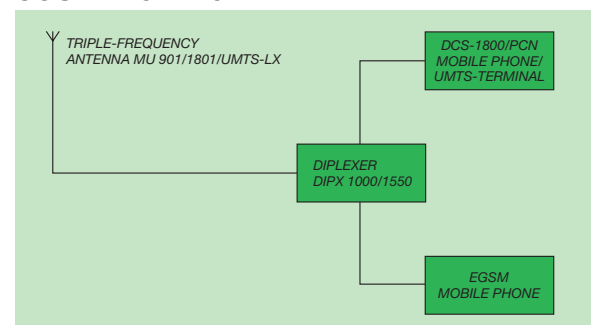 TRIPLE-FREQUENCY
ANTENNA MU 901/1801/UMTS-LX
DCS-1800/PCN
MOBILE PHONE/
UMTS-TERMINAL
DIPLEXER
DIPX 1000/1550
EGSM
MOBILE PHONE